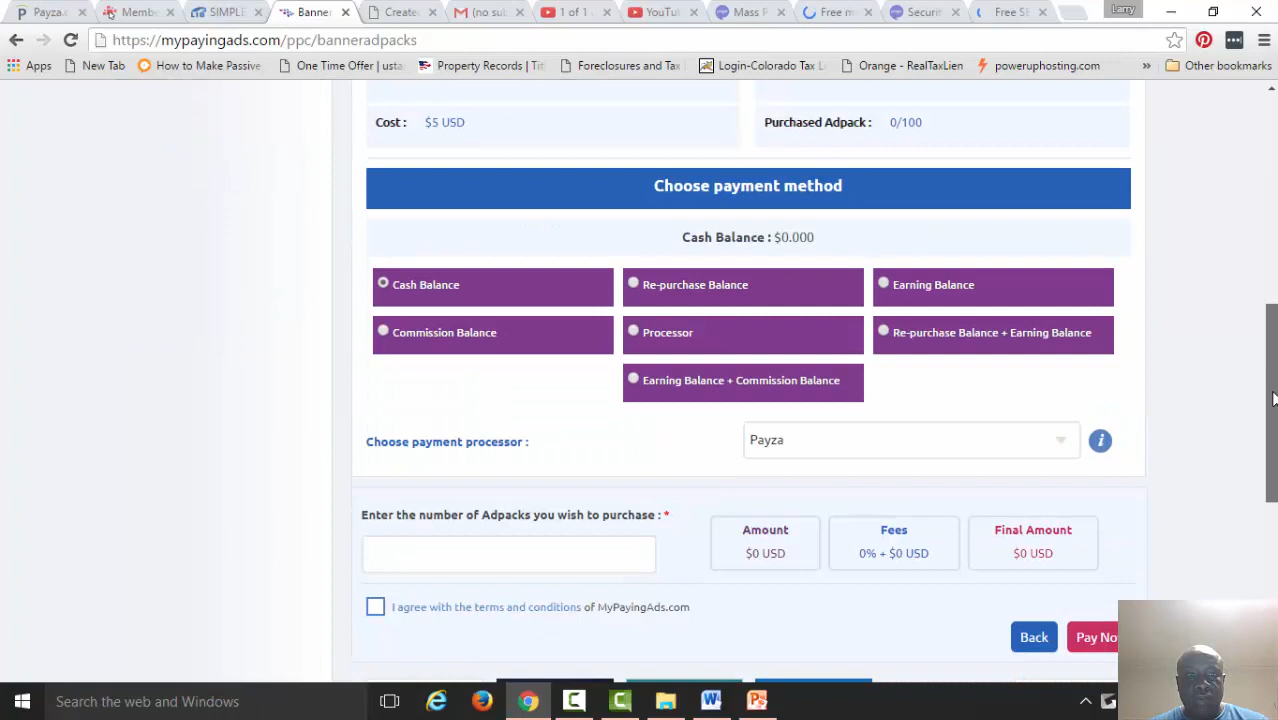 Payza.
Membe
SIMPLE
Banner
Create
(no sub
1 of 1
YouTu
Mass P
Free m
Securi
Free SE
Larry
https://mypayingads.com/ppc/banneradpacks
Apps
New Tab
How to Make Passive
One Time Offer | usta
Property Records | Tit
Foreclosures and Tax
Login-Colorado Tax L
Orange - RealTaxLien
poweruphosting.com
»
Other bookmarks
Cost : $5 USD
Purchased Adpack : 0/100
Choose payment method
Cash Balance : $0.000
Cash Balance
Re-purchase Balance
Earning Balance
Commission Balance
Processor
Re-purchase Balance + Earning Balance
Earning Balance + Commission Balance
Choose payment processor :
Payza
i
Enter the number of Adpacks you wish to purchase : *
Amount
$0 USD
Fees
0% + $0 USD
Final Amount
$0 USD
I agree with the terms and conditions of MyPayingAds.com
Back
Pay No
Search the web and Windows